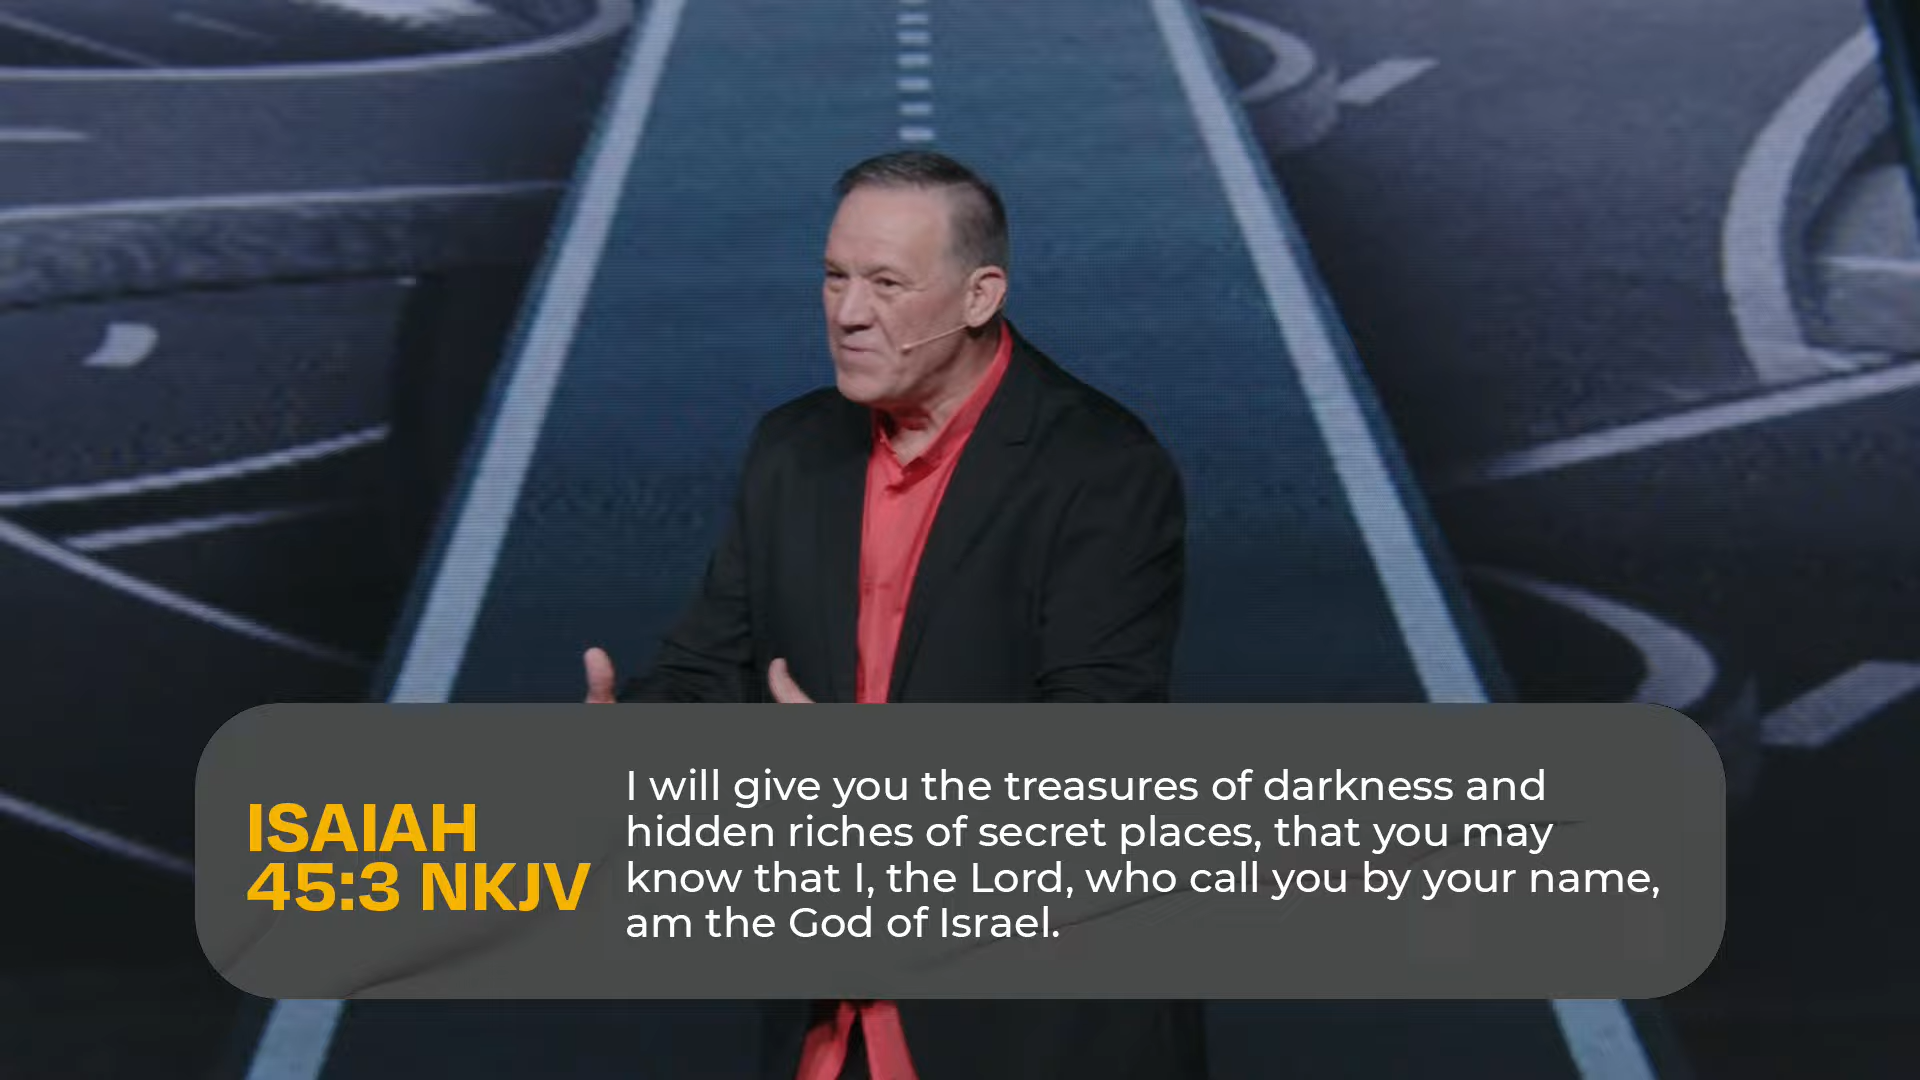 ISAIAH
45:3 NKJV
I will give you the treasures of darkness and
hidden riches of secret places, that you may
know that I, the Lord, who call you by your name,
am the God of Israel.